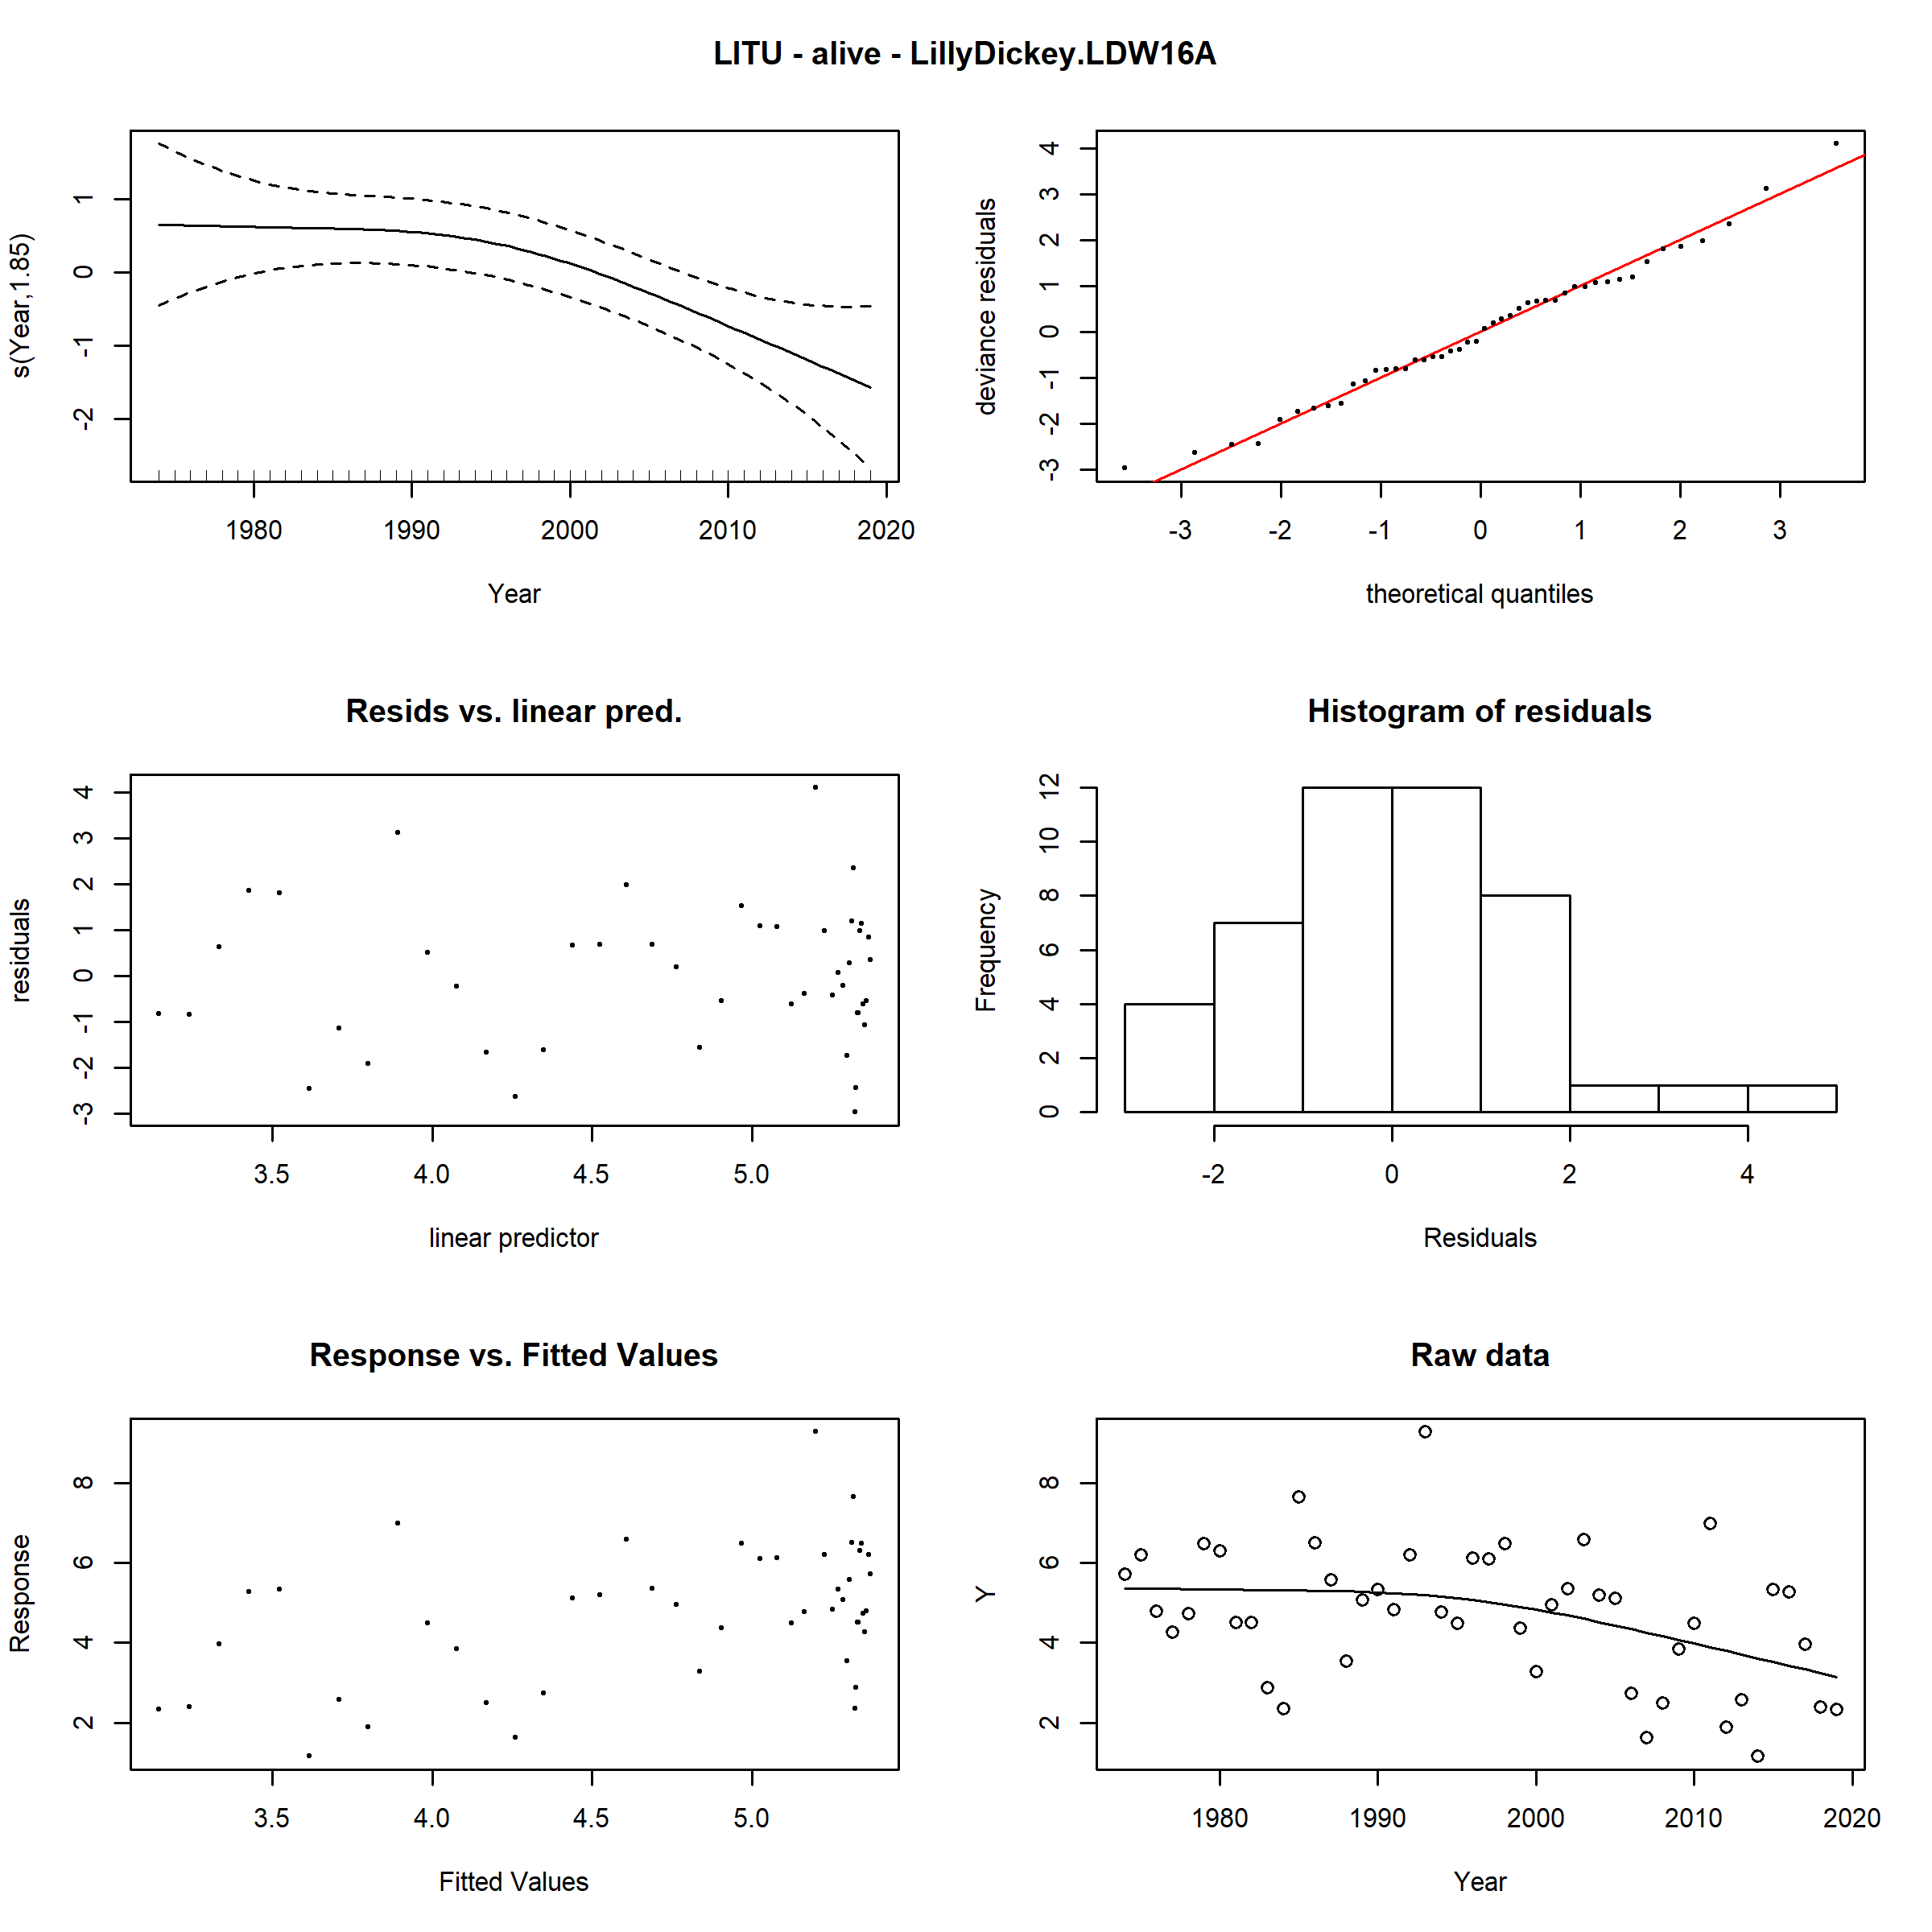 LITU - alive - LillyDickey.LDW16A
s(Year,1.85)
1
0
-1
-2
1980 1990 2000 2010 2020
Year
deviance residuals
4
3
2
1
0
-1
-2
-3
-3 -2 -1 0 1 2 3
theoretical quantiles
Resids vs. linear pred.
residuals
4
3
2
1
0
-1
-2
-3
3.5 4.0 4.5 5.0
linear predictor
Histogram of residuals
Frequency
12
10
8
6
4
2
0
-2 0 2 4
Residuals
Response vs. Fitted Values
Response
8
6
4
2
3.5 4.0 4.5 5.0
Fitted Values
Raw data
Y
8
6
4
2
1980 1990 2000 2010 2020
Year